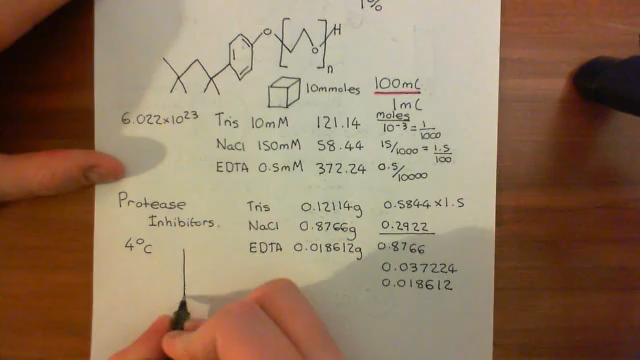 1%
O
H
O
n
10mmoles 100mL
1mL
6.022x10^23 Tris 10mM 121.14 moles 10^-3 = 1/1000
NaCl 150mM 58.44 15/1000 = 1.5/100
EDTA 0.5mM 372.24 0.5/10000
Protease Inhibitors.
Tris 0.12114g 0.5844 x 1.5
NaCl 0.8766g 0.2922
4°C EDTA 0.018612g 0.8766
0.037224
0.018612